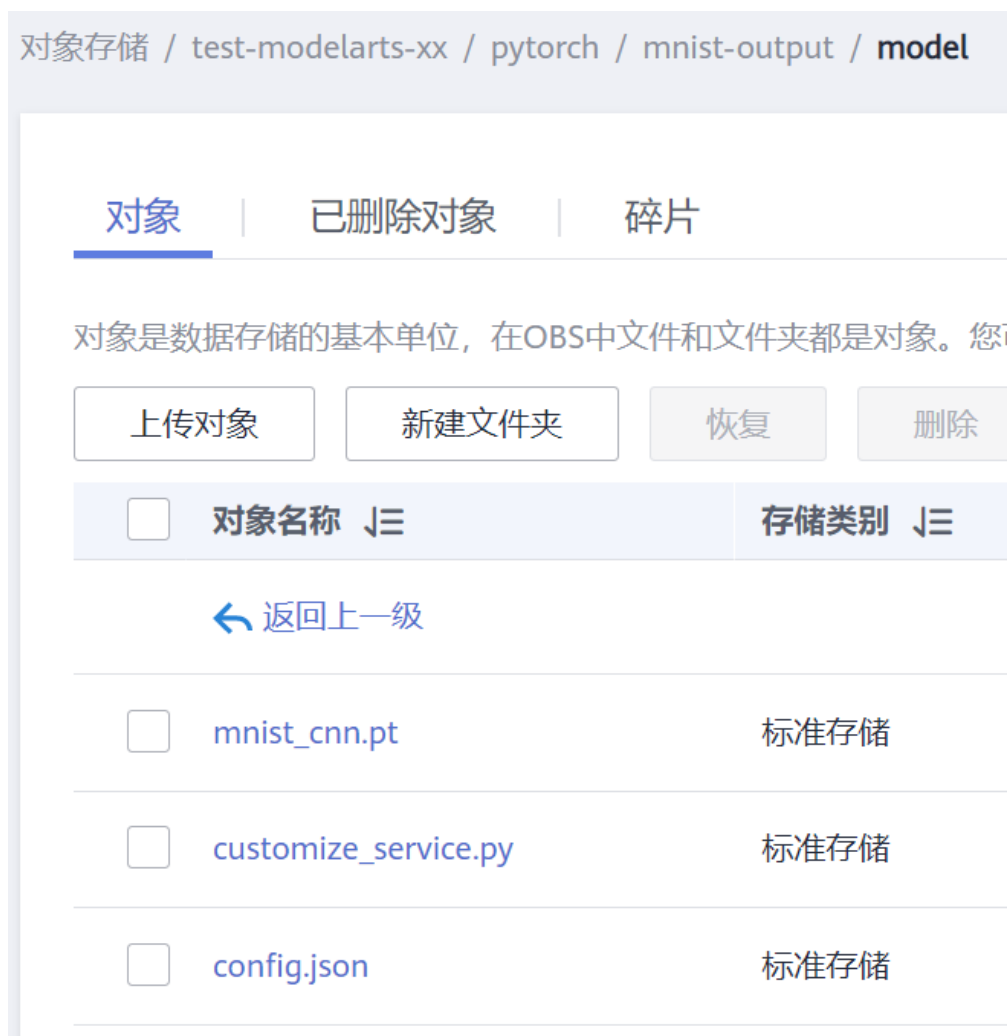 对象存储 / test-modelarts-xx / pytorch / mnist-output / model
对象 已删除对象 碎片
对象是数据存储的基本单位，在OBS中文件和文件夹都是对象。您
上传对象 新建文件夹 恢复 删除
对象名称 存储类别
返回上一级
mnist_cnn.pt 标准存储
customize_service.py 标准存储
config.json 标准存储